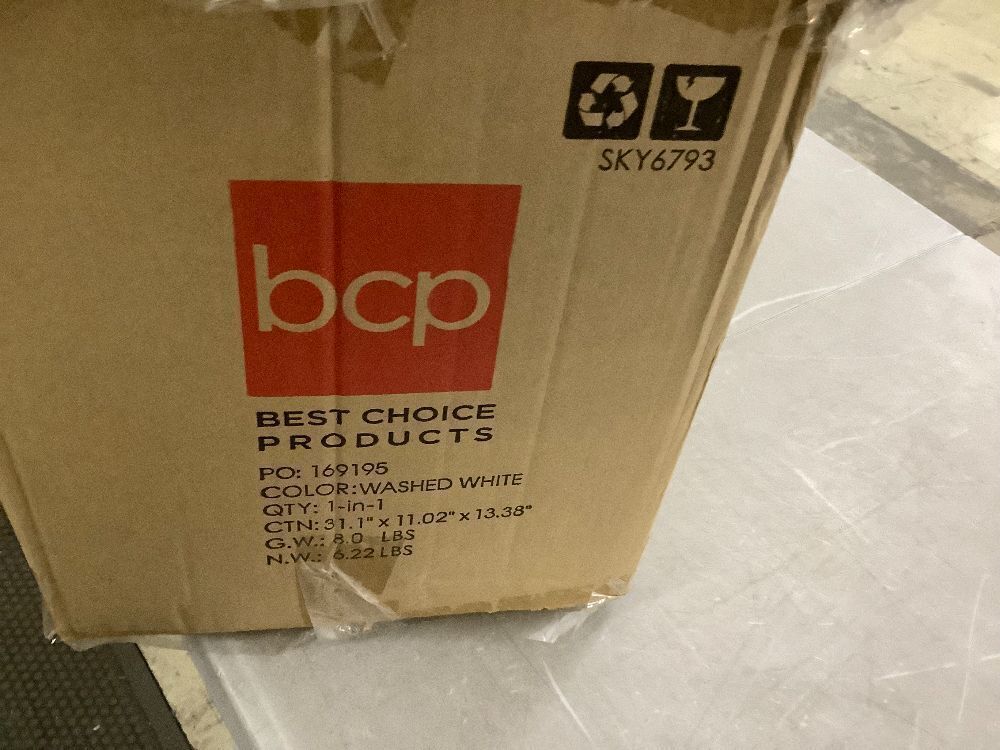 SKY6793
bcp
BEST CHOICE
PRODUCTS
PO: 169195
COLOR:WASHED WHITE
QTY: 1-in-1
CTN: 31.1" x 11.02" x 13.38"
G.W.: 8.0 LBS
N.W.: 6.22 LBS